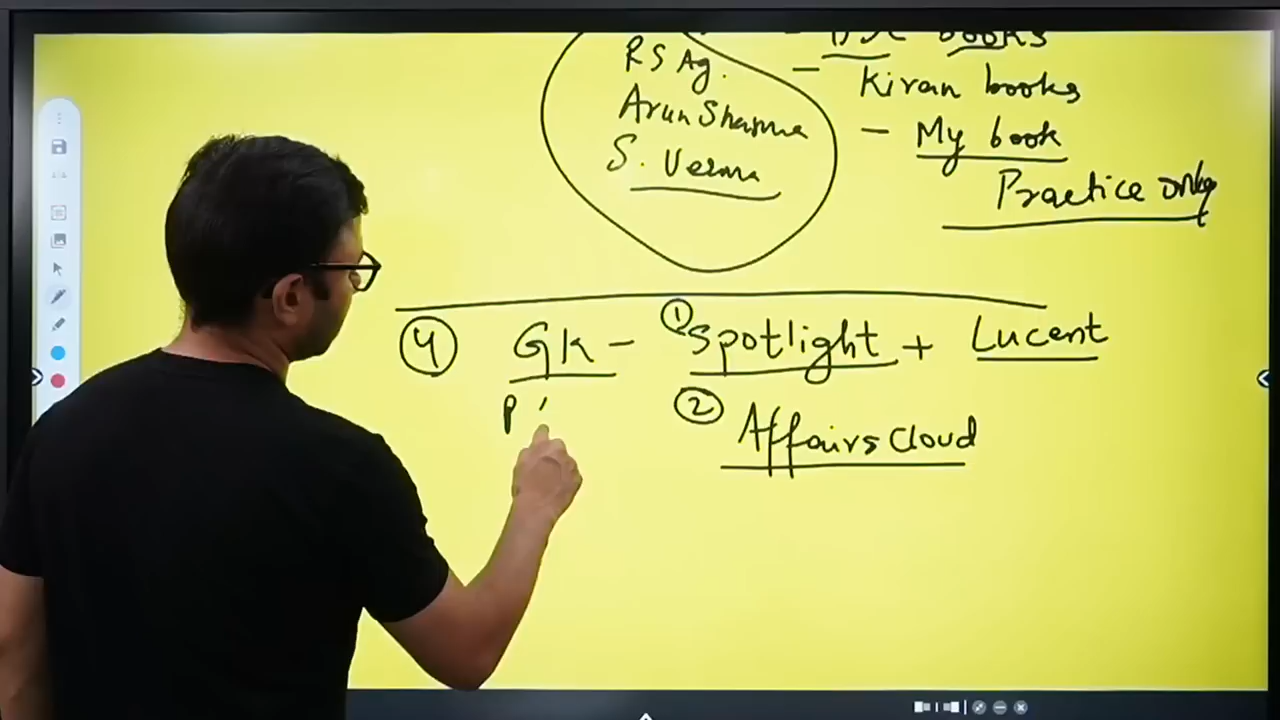 books
RS Ag.
Arun Sharma
S. Verma
- Kiran books
- My book
Practice only
4 GK - 1 Spotlight + Lucent
P
2 Affairs Cloud